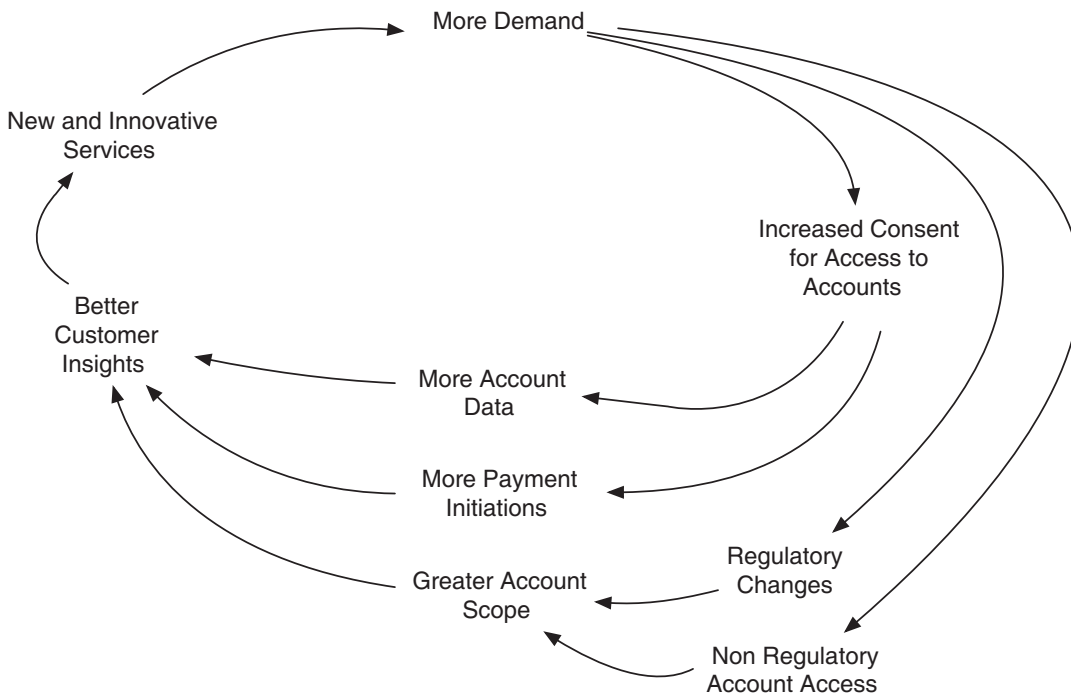 More Demand
New and Innovative
Services
Increased Consent
for Access to
Accounts
Better
Customer
Insights
More Account
Data
More Payment
Initiations
Regulatory
Changes
Greater Account
Scope
Non Regulatory
Account Access